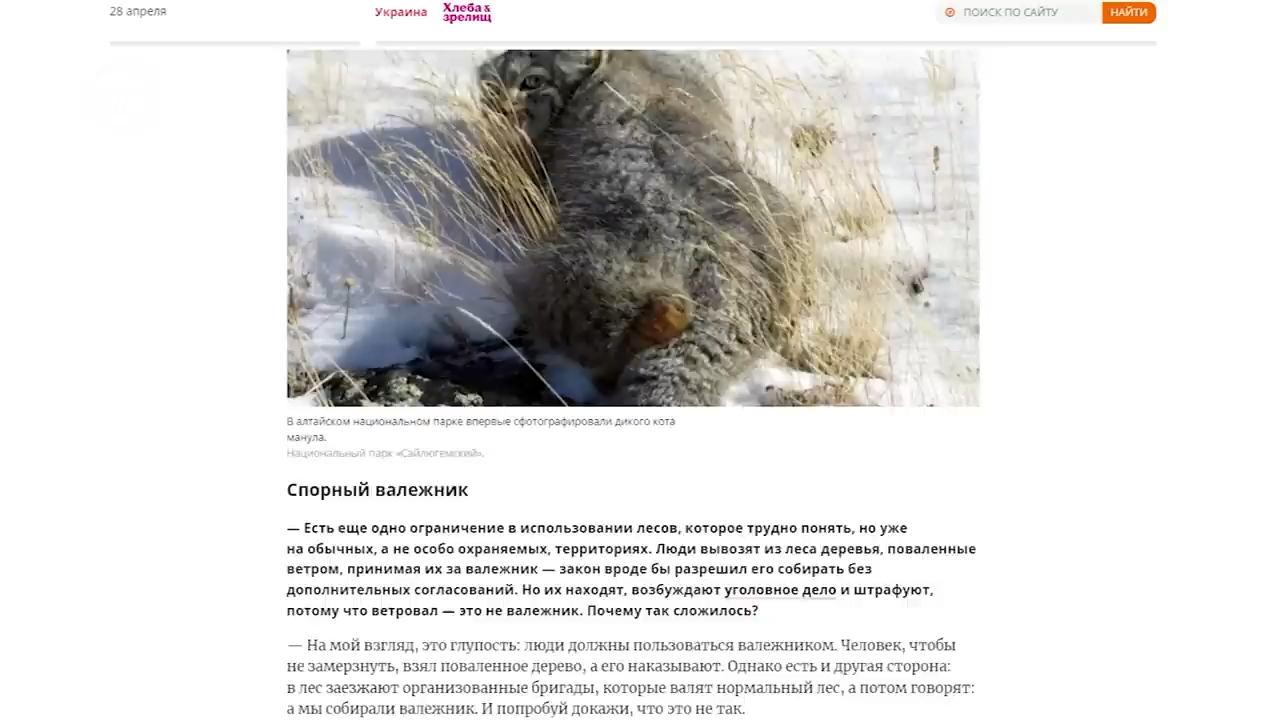 28 апреля
Украина
Хлеба &
зрелищ
ПОИСК ПО САЙТУ
НАЙТИ
В алтайском национальном парке впервые сфотографировали дикого кота
манула.
Национальный парк «Сайлюгемский».
Спорный валежник
— Есть еще одно ограничение в использовании лесов, которое трудно понять, но уже
на обычных, а не особо охраняемых, территориях. Люди вывозят из леса деревья, поваленные
ветром, принимая их за валежник — закон вроде бы разрешил его собирать без
дополнительных согласований. Но их находят, возбуждают уголовное дело и штрафуют,
потому что ветровал — это не валежник. Почему так сложилось?
— На мой взгляд, это глупость: люди должны пользоваться валежником. Человек, чтобы
не замерзнуть, взял поваленное дерево, а его наказывают. Однако есть и другая сторона:
в лес заезжают организованные бригады, которые валят нормальный лес, а потом говорят:
а мы собирали валежник. И попробуй докажи, что это не так.